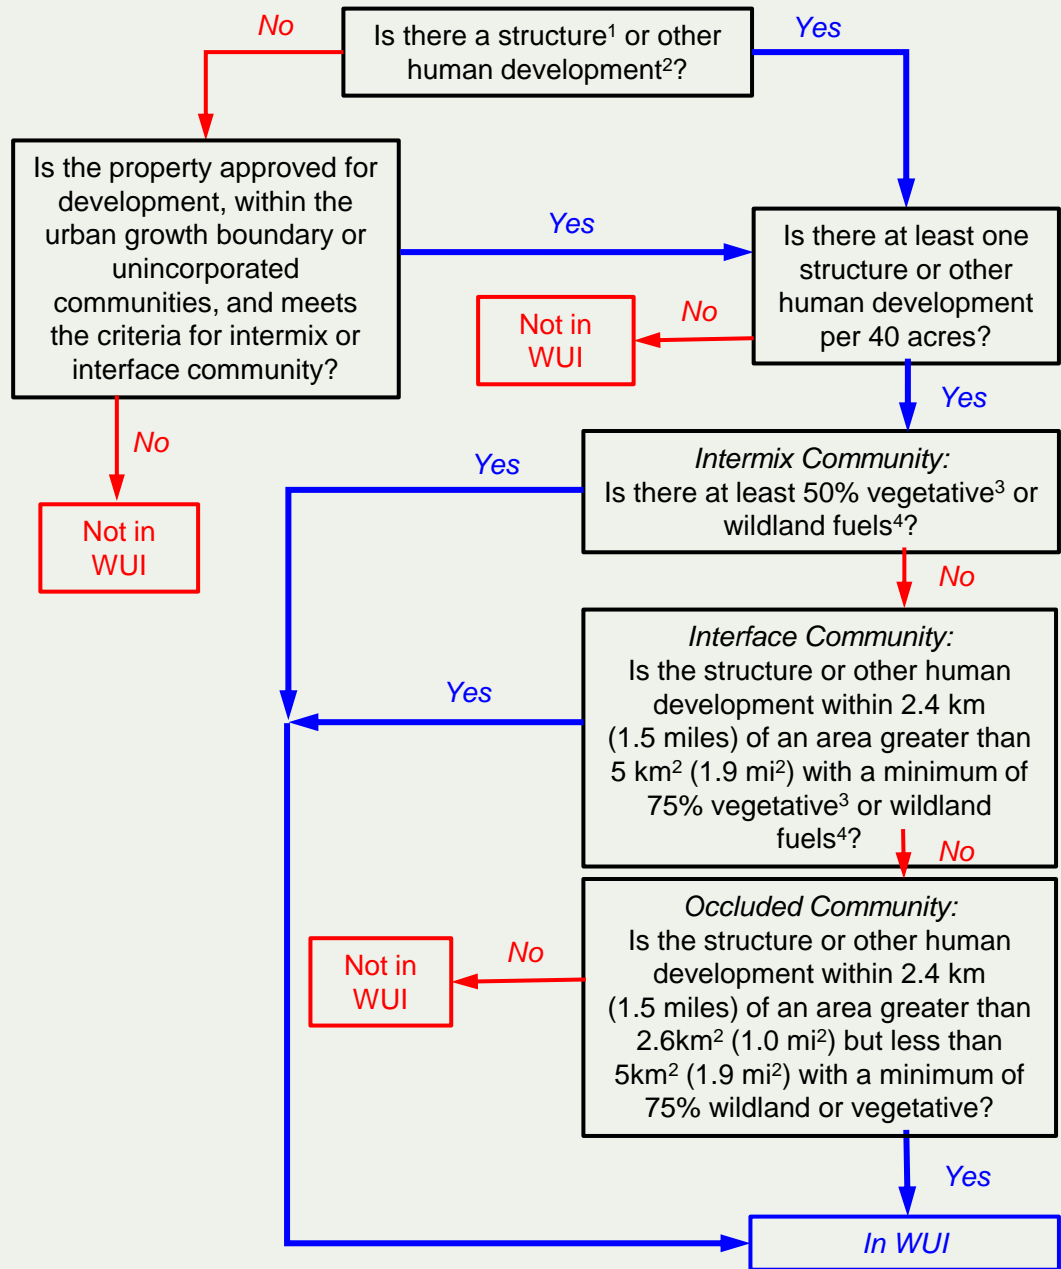 Is there a structure¹ or other
human development²?
No
Yes
Is the property approved for
development, within the
urban growth boundary or
unincorporated
communities, and meets
the criteria for intermix or
interface community?
Yes
Is there at least one
structure or other
human development
per 40 acres?
No
Not in
WUI
Yes
No
Not in
WUI
Intermix Community:
Is there at least 50% vegetative³ or
wildland fuels⁴?
Yes
No
Interface Community:
Is the structure or other human
development within 2.4 km
(1.5 miles) of an area greater than
5 km² (1.9 mi²) with a minimum of
75% vegetative³ or wildland
fuels⁴?
Yes
No
Occluded Community:
Is the structure or other human
development within 2.4 km
(1.5 miles) of an area greater than
2.6km² (1.0 mi²) but less than
5km² (1.9 mi²) with a minimum of
75% wildland or vegetative?
No
Not in
WUI
Yes
In WUI